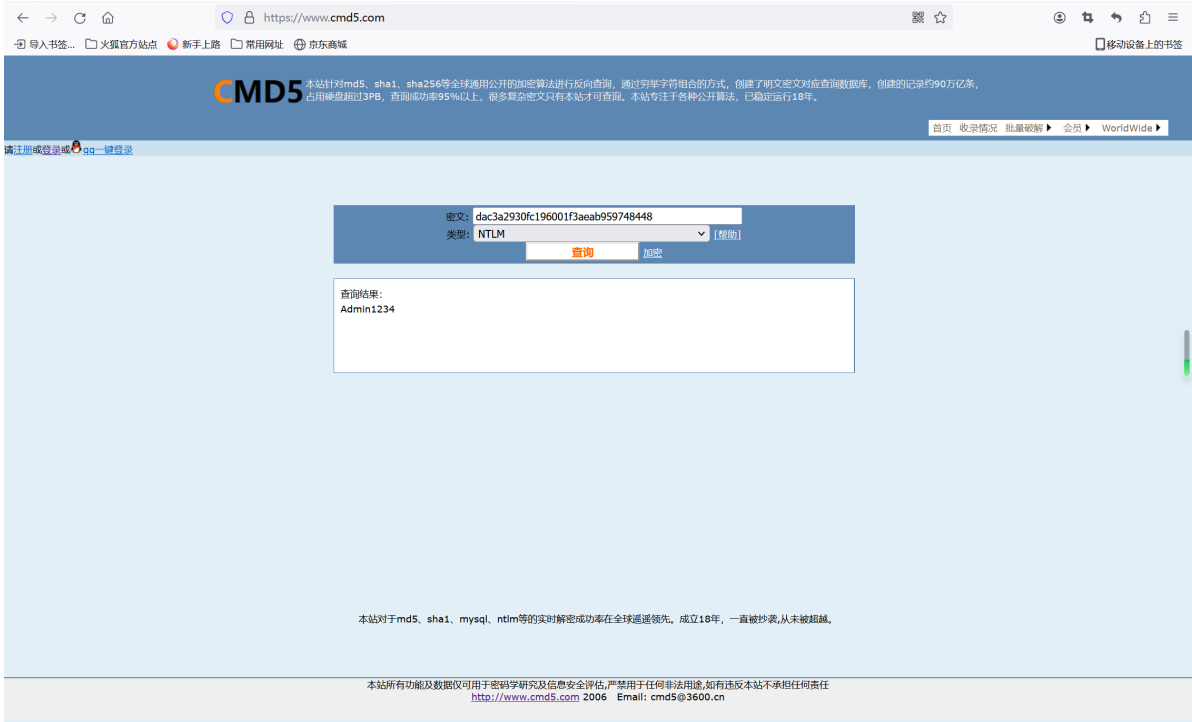 https://www.cmd5.com
导入书签... 火狐官方站点 新手上路 常用网址 京东商城 移动设备上的书签
CMD5 本站针对md5、sha1、sha256等全球通用公开的加密算法进行反向查询，通过穷举字符组合的方式，创建了明文密文对应查询数据库，创建的记录约90万亿条，
占用硬盘超过3PB，查询成功率95%以上，很多复杂密文只有本站才可查询。本站专注于各种公开算法，已稳定运行18年。
首页 收录情况 批量破解 会员 WorldWide
请注册或登录或qq一键登录
密文: dac3a2930fc196001f3aeab959748448
类型: NTLM [帮助]
查询 加密
查询结果:
Admin1234
本站对于md5、sha1、mysql、ntlm等的实时解密成功率在全球遥遥领先。成立18年，一直被抄袭,从未被超越。
本站所有功能及数据仅可用于密码学研究及信息安全评估,严禁用于任何非法用途,如有违反本站不承担任何责任
http://www.cmd5.com 2006 Email: cmd5@3600.cn